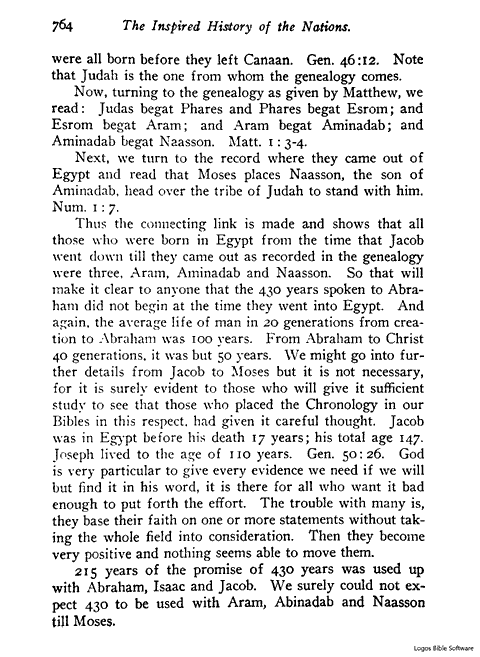 764 The Inspired History of the Nations.
were all born before they left Canaan. Gen. 46:12. Note
that Judah is the one from whom the genealogy comes.
Now, turning to the genealogy as given by Matthew, we
read: Judas begat Phares and Phares begat Esrom; and
Esrom begat Aram; and Aram begat Aminadab; and
Aminadab begat Naasson. Matt. 1:3-4.
Next, we turn to the record where they came out of
Egypt and read that Moses places Naasson, the son of
Aminadab, head over the tribe of Judah to stand with him.
Num. 1:7.
Thus the connecting link is made and shows that all
those who were born in Egypt from the time that Jacob
went down till they came out as recorded in the genealogy
were three, Aram, Aminadab and Naasson. So that will
make it clear to anyone that the 430 years spoken to Abra-
ham did not begin at the time they went into Egypt. And
again, the average life of man in 20 generations from crea-
tion to Abraham was 100 years. From Abraham to Christ
40 generations, it was but 50 years. We might go into fur-
ther details from Jacob to Moses but it is not necessary,
for it is surely evident to those who will give it sufficient
study to see that those who placed the Chronology in our
Bibles in this respect, had given it careful thought. Jacob
was in Egypt before his death 17 years; his total age 147.
Joseph lived to the age of 110 years. Gen. 50:26. God
is very particular to give every evidence we need if we will
but find it in his word, it is there for all who want it bad
enough to put forth the effort. The trouble with many is,
they base their faith on one or more statements without tak-
ing the whole field into consideration. Then they become
very positive and nothing seems able to move them.
215 years of the promise of 430 years was used up
with Abraham, Isaac and Jacob. We surely could not ex-
pect 430 to be used with Aram, Abinadab and Naasson
till Moses.
Logos Bible Software